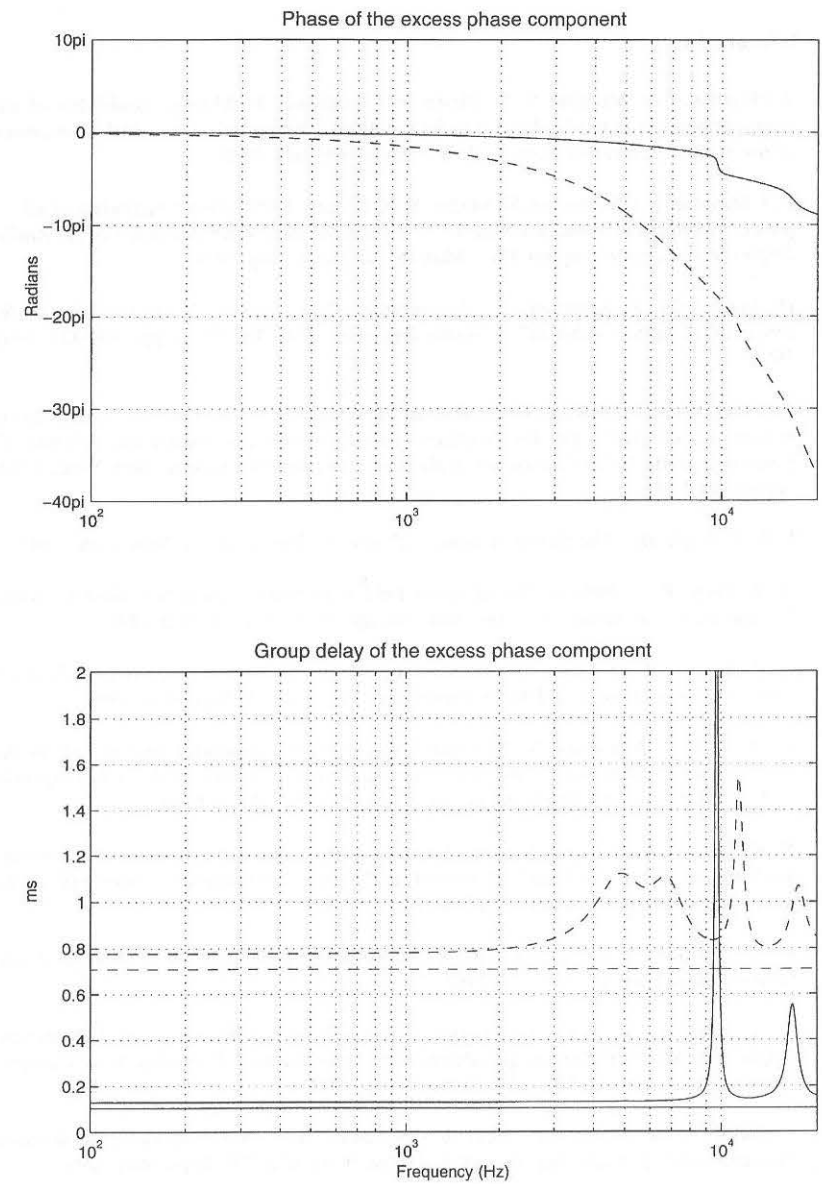 Phase of the excess phase component
10pi
0
−10pi
−20pi
−30pi
−40pi
Radians
10^2
10^3
10^4
Group delay of the excess phase component
2
1.8
1.6
1.4
1.2
1
0.8
0.6
0.4
0.2
0
ms
10^2
10^3
10^4
Frequency (Hz)